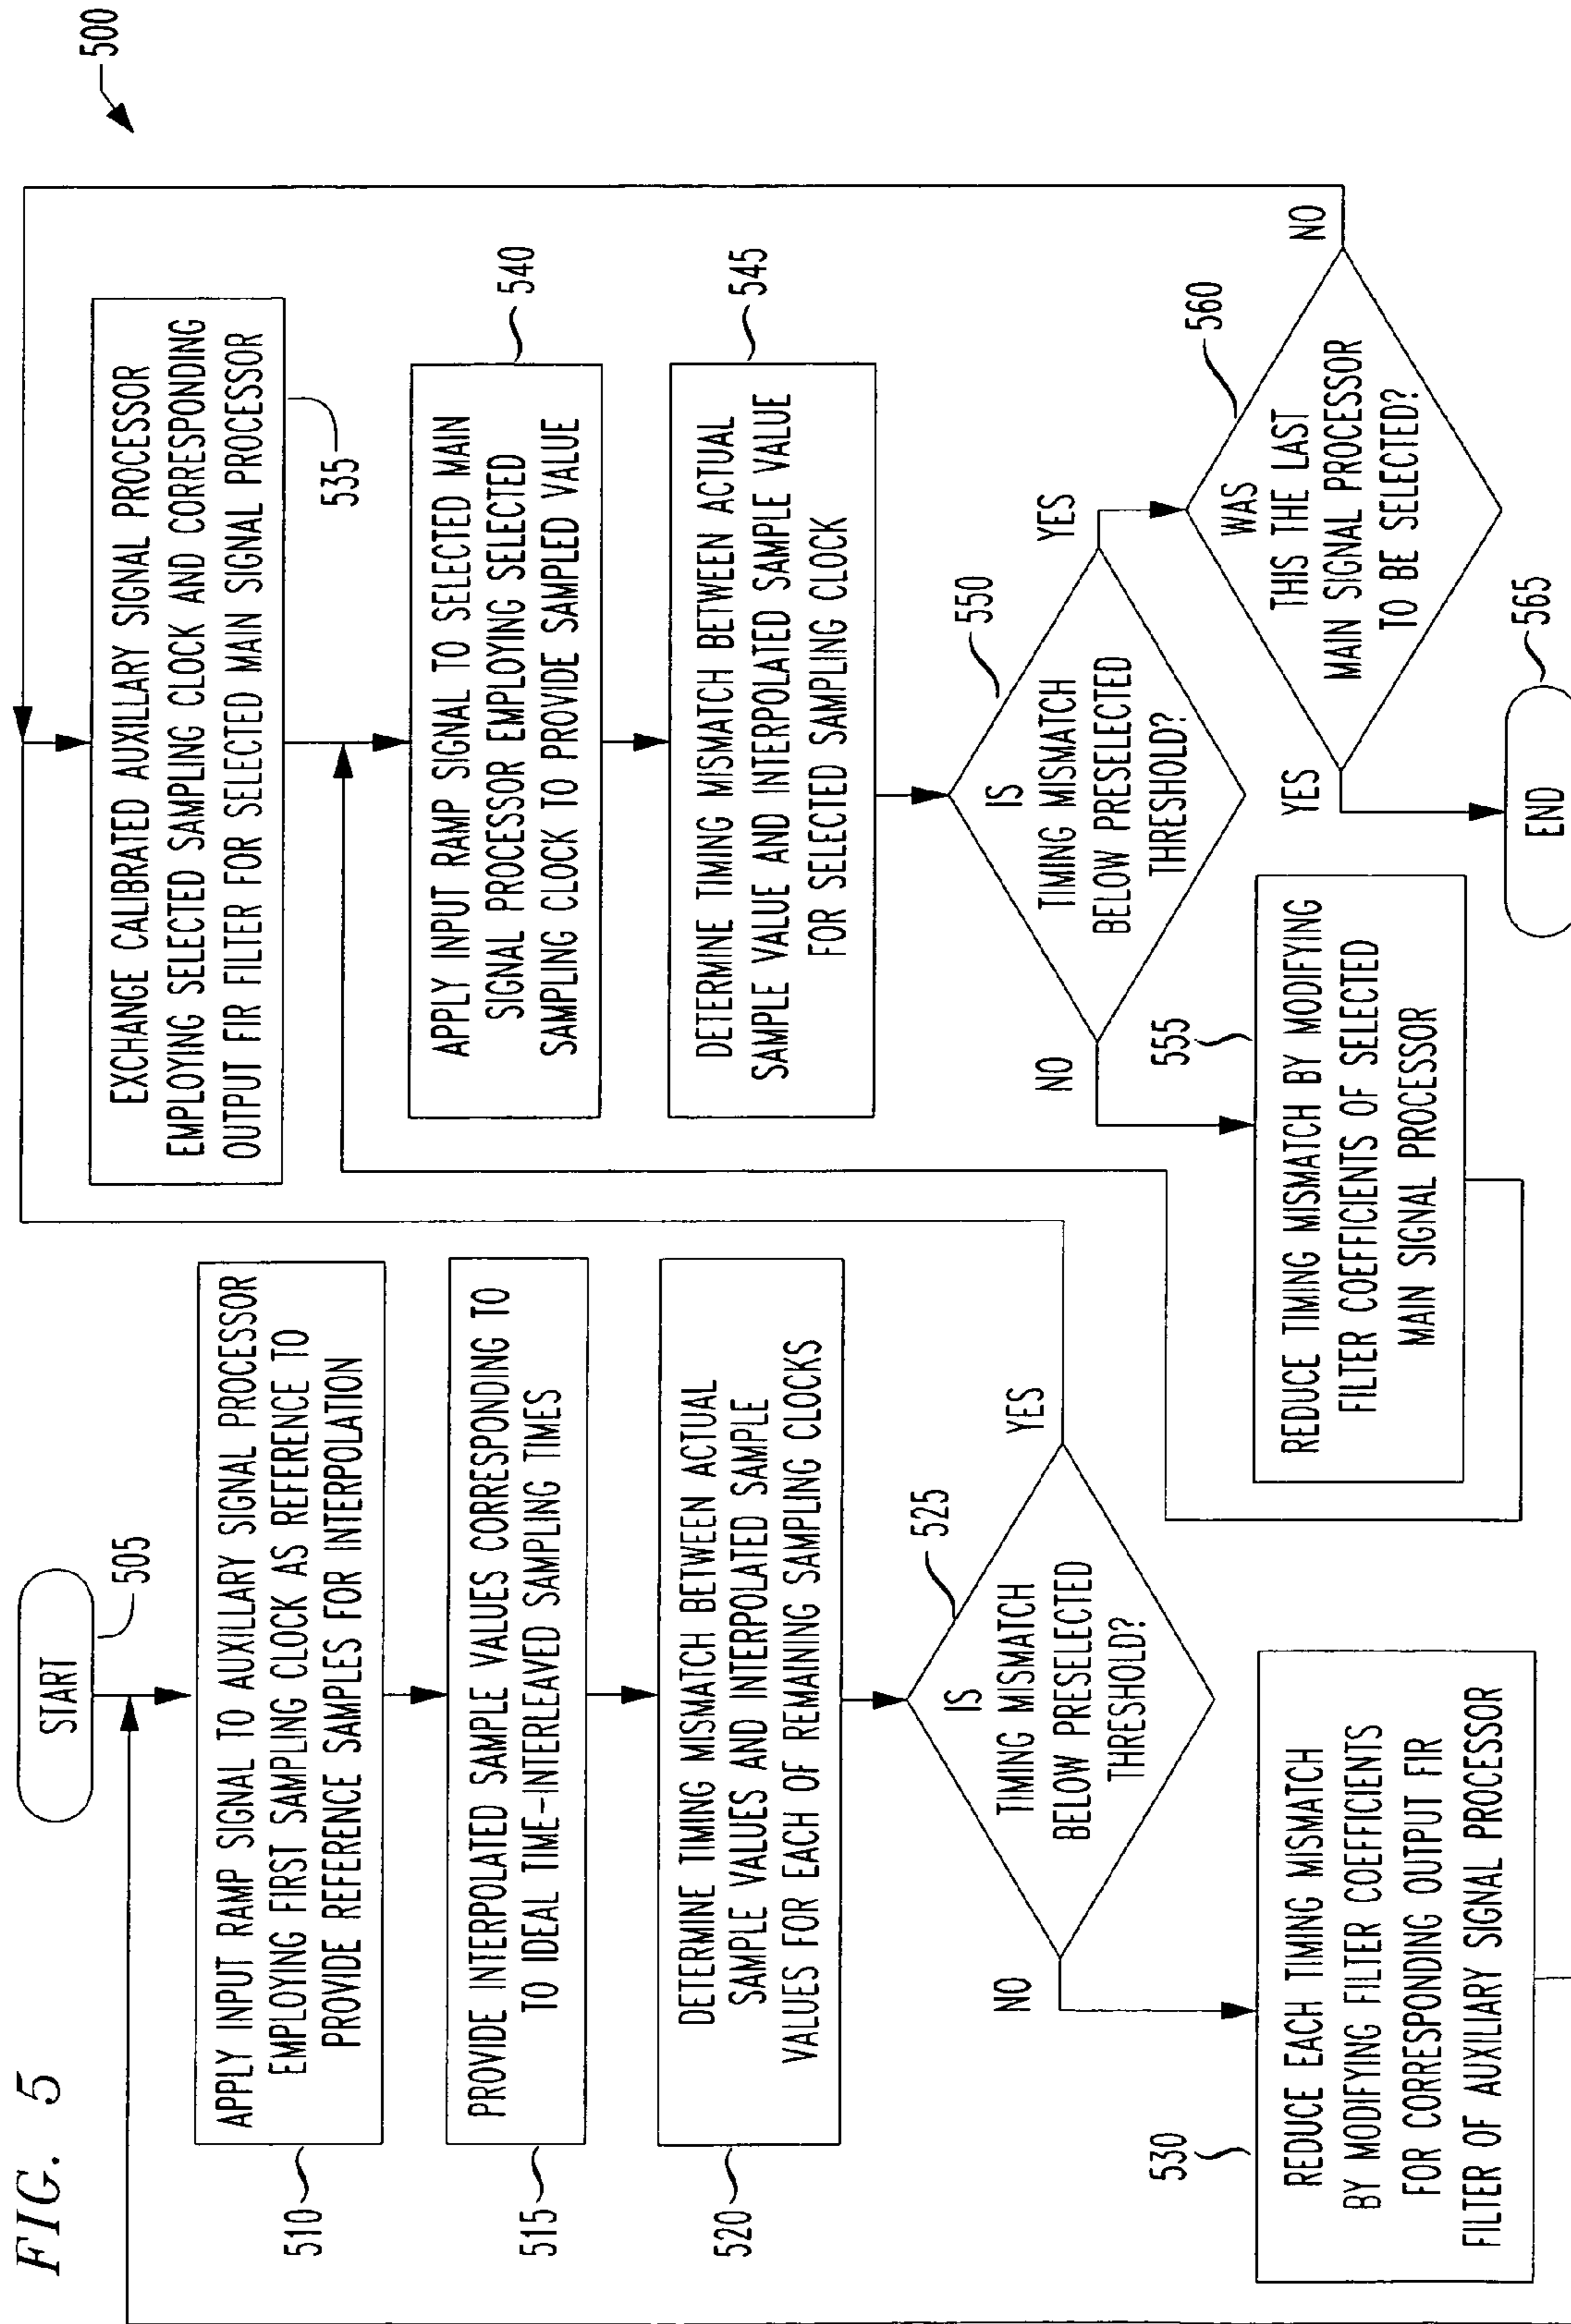 FIG. 5
500
START
505
APPLY INPUT RAMP SIGNAL TO AUXILLARY SIGNAL PROCESSOR
EMPLOYING FIRST SAMPLING CLOCK AS REFERENCE TO
PROVIDE REFERENCE SAMPLES FOR INTERPOLATION
510
PROVIDE INTERPOLATED SAMPLE VALUES CORRESPONDING TO
TO IDEAL TIME-INTERLEAVED SAMPLING TIMES
515
DETERMINE TIMING MISMATCH BETWEEN ACTUAL
SAMPLE VALUES AND INTERPOLATED SAMPLE
VALUES FOR EACH OF REMAINING SAMPLING CLOCKS
520
IS
TIMING MISMATCH
BELOW PRESELECTED
THRESHOLD?
525
NO
YES
530
REDUCE EACH TIMING MISMATCH
BY MODIFYING FILTER COEFFICIENTS
FOR CORRESPONDING OUTPUT FIR
FILTER OF AUXILIARY SIGNAL PROCESSOR
EXCHANGE CALIBRATED AUXILLARY SIGNAL PROCESSOR
EMPLOYING SELECTED SAMPLING CLOCK AND CORRESPONDING
OUTPUT FIR FILTER FOR SELECTED MAIN SIGNAL PROCESSOR
535
APPLY INPUT RAMP SIGNAL TO SELECTED MAIN
SIGNAL PROCESSOR EMPLOYING SELECTED
SAMPLING CLOCK TO PROVIDE SAMPLED VALUE
540
DETERMINE TIMING MISMATCH BETWEEN ACTUAL
SAMPLE VALUE AND INTERPOLATED SAMPLE VALUE
FOR SELECTED SAMPLING CLOCK
545
IS
TIMING MISMATCH
BELOW PRESELECTED
THRESHOLD?
550
NO
YES
555
REDUCE TIMING MISMATCH BY MODIFYING
FILTER COEFFICIENTS OF SELECTED
MAIN SIGNAL PROCESSOR
WAS
THIS THE LAST
MAIN SIGNAL PROCESSOR
TO BE SELECTED?
560
NO
YES
END
565